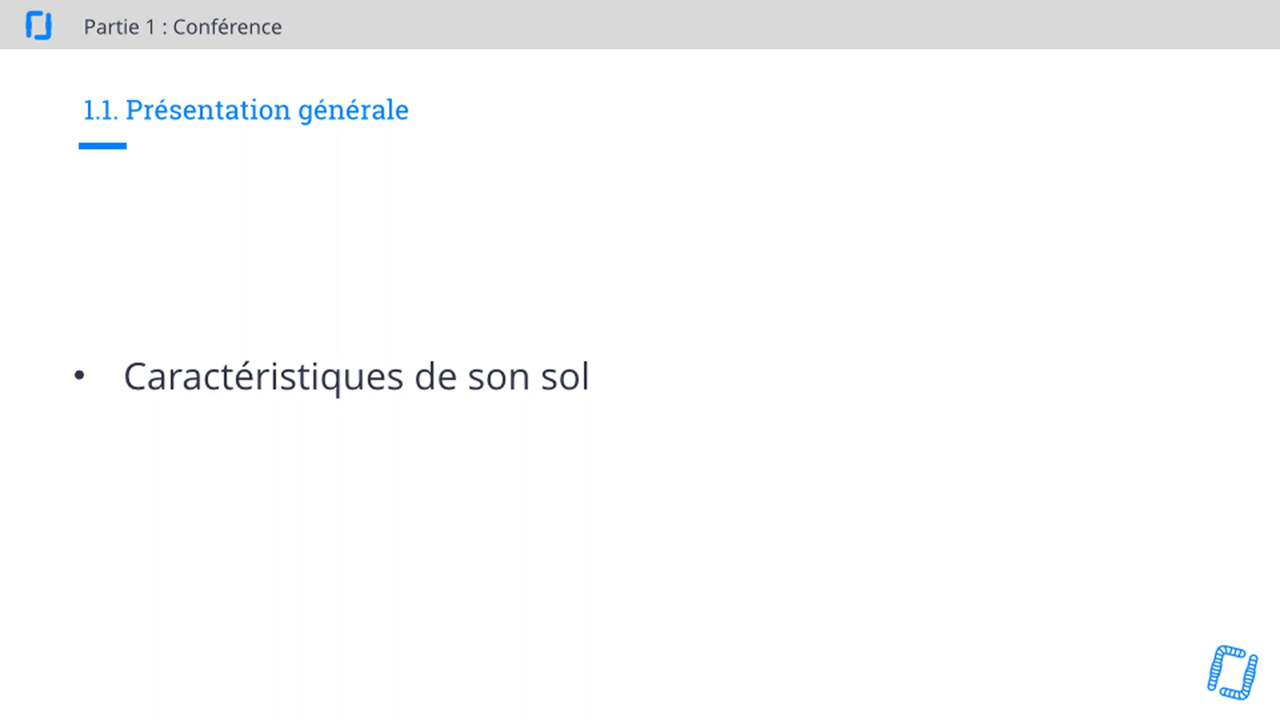 Partie 1 : Conférence
1.1. Présentation générale
• Caractéristiques de son sol